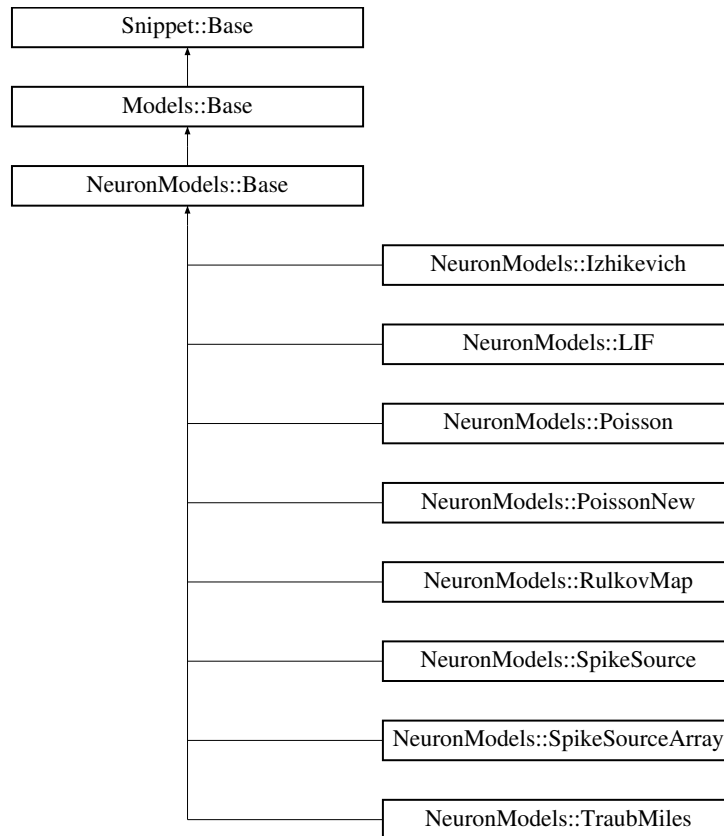 Snippet::Base
Models::Base
NeuronModels::Base
NeuronModels::Izhikevich
NeuronModels::LIF
NeuronModels::Poisson
NeuronModels::PoissonNew
NeuronModels::RulkovMap
NeuronModels::SpikeSource
NeuronModels::SpikeSourceArray
NeuronModels::TraubMiles